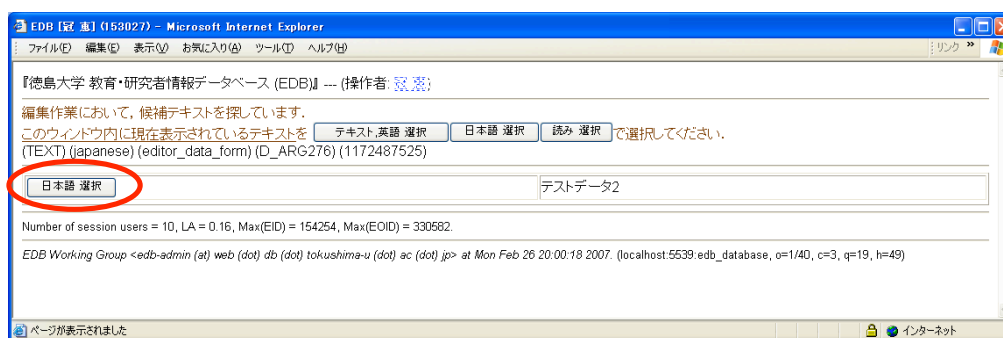 EDB [冠 恵] (153027) - Microsoft Internet Explorer
ファイル(F) 編集(E) 表示(V) お気に入り(A) ツール(T) ヘルプ(H) リンク »
『徳島大学 教育・研究者情報データベース (EDB)』 --- (操作者: 冠 恵)
編集作業において, 候補テキストを探しています.
このウィンドウ内に現在表示されているテキストを テキスト,英語 選択 日本語 選択 読み 選択 で選択してください.
(TEXT) (japanese) (editor_data_form) (D_ARG276) (1172487525)
日本語 選択 テストデータ2
Number of session users = 10, LA = 0.16, Max(EID) = 154254, Max(EOID) = 330582.
EDB Working Group <edb-admin (at) web (dot) db (dot) tokushima-u (dot) ac (dot) jp> at Mon Feb 26 20:00:18 2007. (localhost:5539:edb_database, o=1/40, c=3, q=19, h=49)
ページが表示されました インターネット